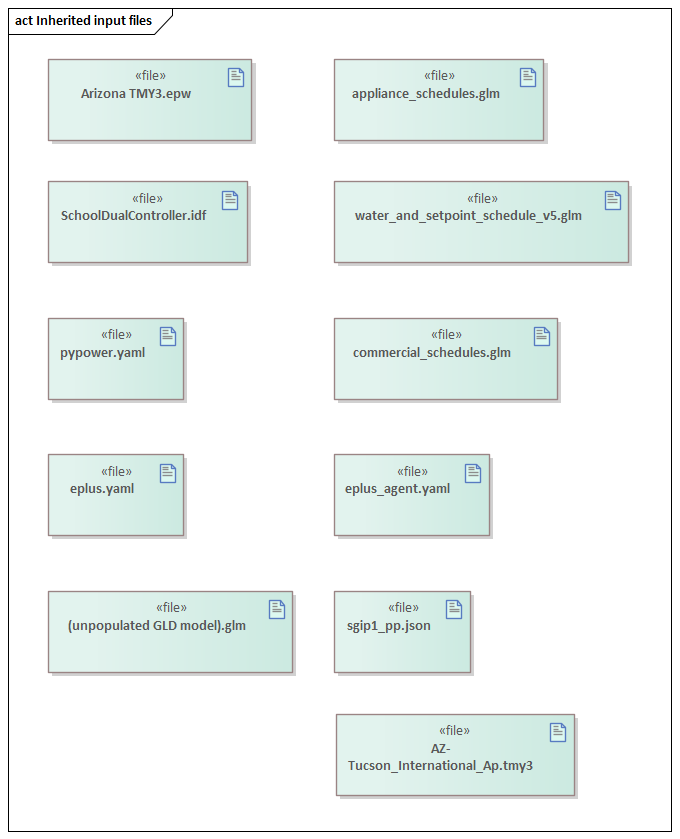 act Inherited input files
«file»
Arizona TMY3.epw
«file»
appliance_schedules.glm
«file»
SchoolDualController.idf
«file»
water_and_setpoint_schedule_v5.glm
«file»
pypower.yaml
«file»
commercial_schedules.glm
«file»
eplus.yaml
«file»
eplus_agent.yaml
«file»
(unpopulated GLD model).glm
«file»
sgip1_pp.json
«file»
AZ-
Tucson_International_Ap.tmy3